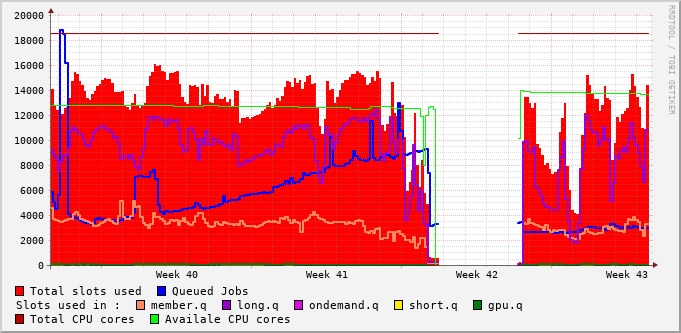 20000
18000
16000
14000
12000
10000
8000
6000
4000
2000
0
Week 40 Week 41 Week 42 Week 43
RRDTOOL / TOBI OETIKER
Total slots used Queued Jobs
Slots used in : member.q long.q ondemand.q short.q gpu.q
Total CPU cores Availale CPU cores